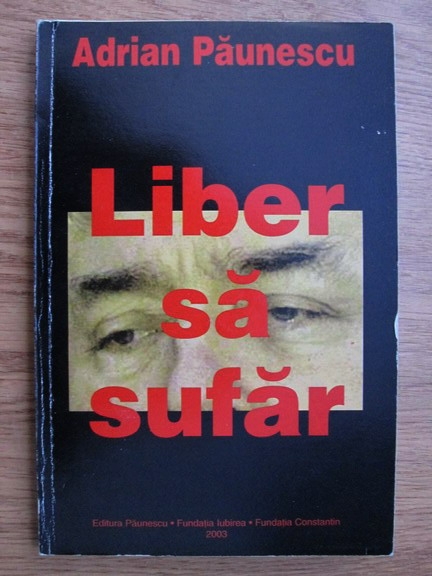 Adrian Păunescu
Liber
să
sufăr
Editura Păunescu • Fundația Iubirea • Fundația Constantin
2003